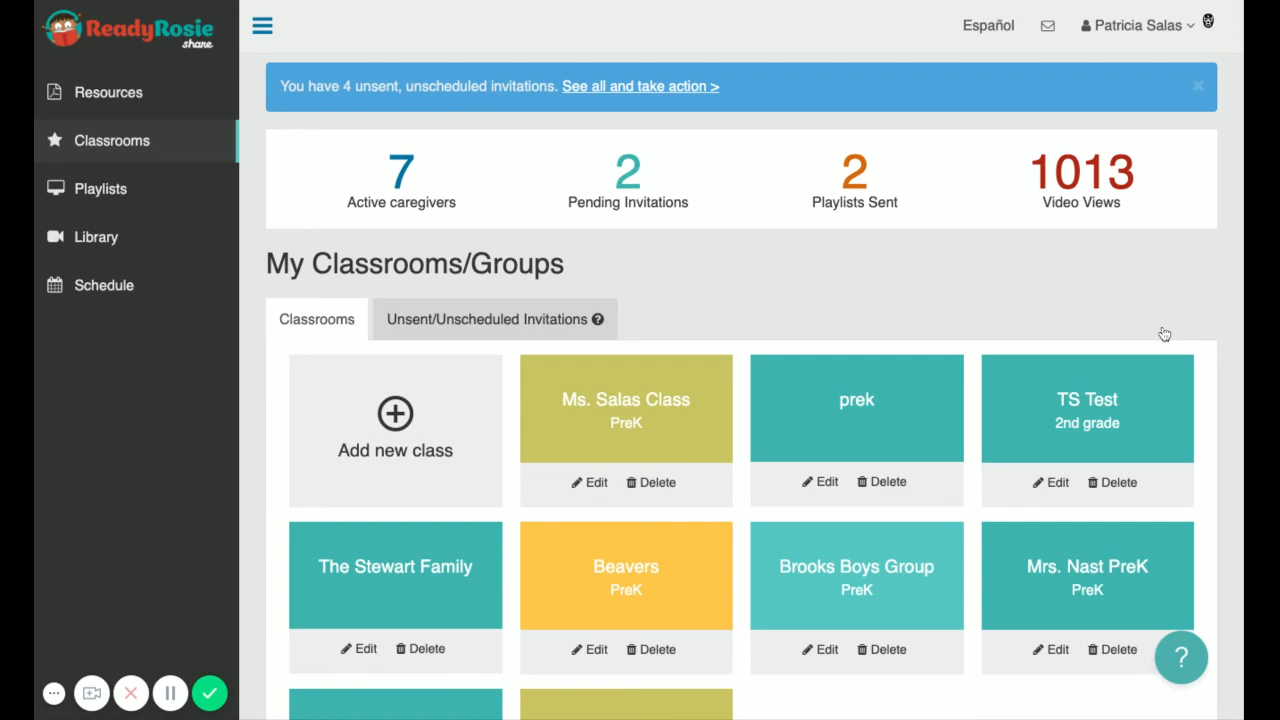 ReadyRosie
share
Resources
Classrooms
Playlists
Library
Schedule
Español
Patricia Salas
You have 4 unsent, unscheduled invitations. See all and take action >
7
Active caregivers
2
Pending Invitations
2
Playlists Sent
1013
Video Views
My Classrooms/Groups
Classrooms
Unsent/Unscheduled Invitations ?
Add new class
Ms. Salas Class
PreK
Edit Delete
prek
Edit Delete
TS Test
2nd grade
Edit Delete
The Stewart Family
Edit Delete
Beavers
PreK
Edit Delete
Brooks Boys Group
PreK
Edit Delete
Mrs. Nast PreK
PreK
Edit Delete
?